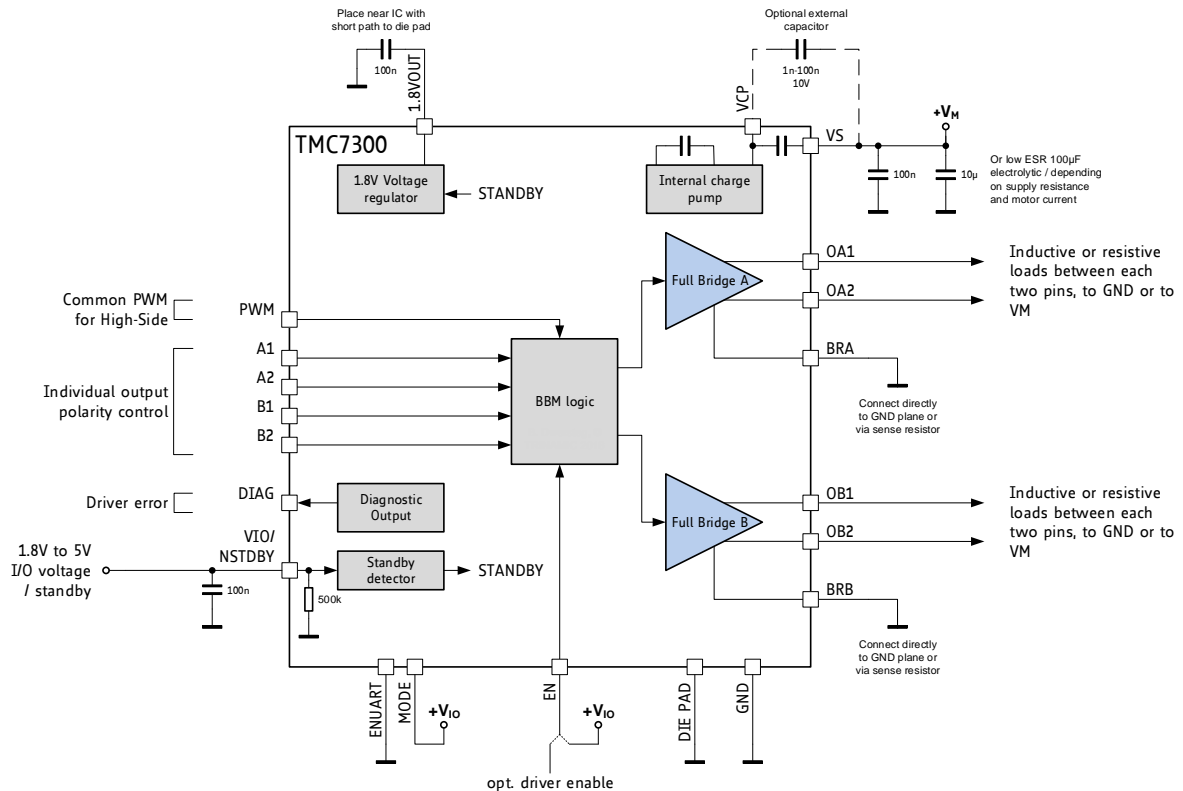 Place near IC with
short path to die pad
100n
1.8VOUT
Optional external
capacitor
1n-100n
10V
VCP
+VM
VS
TMC7300
1.8V Voltage
regulator
STANDBY
Internal charge
pump
100n
10µ
Or low ESR 100µF
electrolytic / depending
on supply resistance
and motor current
OA1
Full Bridge A
OA2
Inductive or resistive
loads between each
two pins, to GND or to
VM
BRA
Connect directly
to GND plane or
via sense resistor
Common PWM
for High-Side
PWM
A1
A2
B1
B2
Individual output
polarity control
BBM logic
Driver error
DIAG
Diagnostic
Output
OB1
Full Bridge B
OB2
Inductive or resistive
loads between each
two pins, to GND or to
VM
VIO/
NSTDBY
1.8V to 5V
I/O voltage
/ standby
100n
500k
Standby
detector
STANDBY
BRB
Connect directly
to GND plane or
via sense resistor
ENUART
MODE
+VIO
EN
+VIO
DIE PAD
GND
opt. driver enable